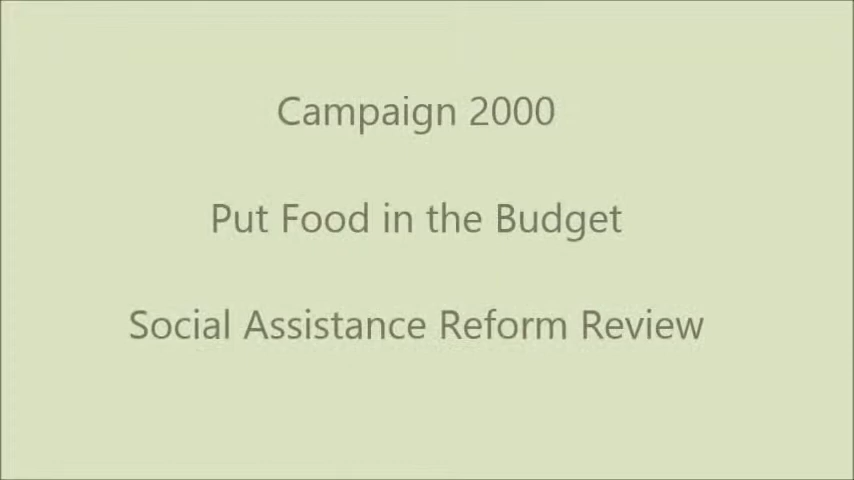 Campaign 2000
Put Food in the Budget
Social Assistance Reform Review